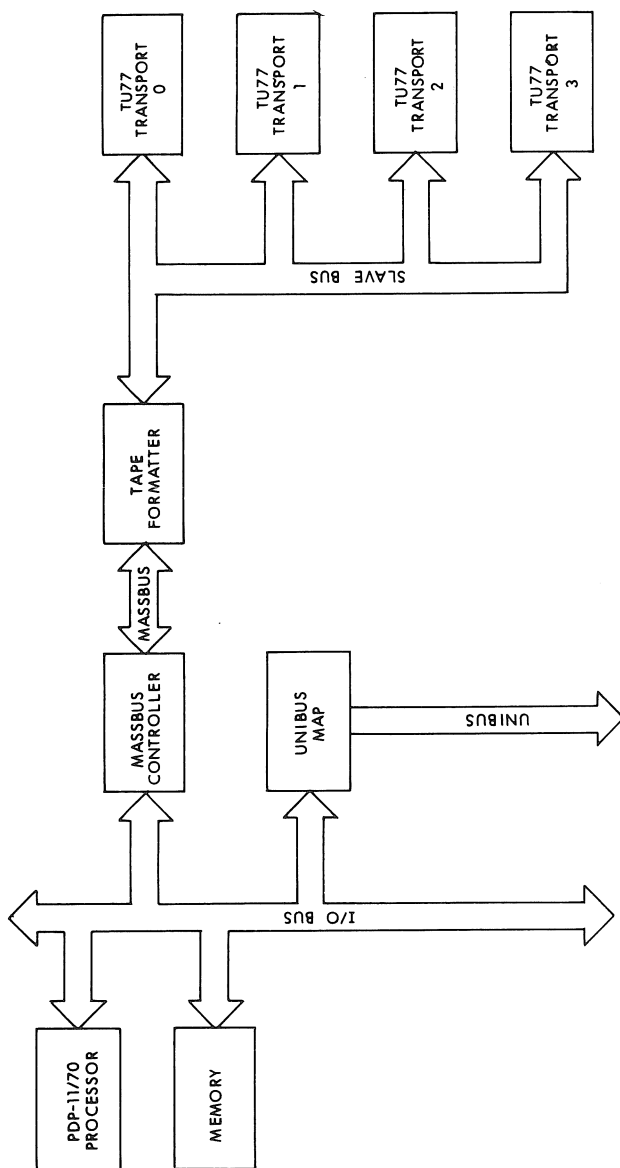 PDP-11/70
PROCESSOR
MEMORY
I/O BUS
MASSBUS
CONTROLLER
UNIBUS
MAP
UNIBUS
MASSBUS
TAPE
FORMATTER
SLAVE BUS
TU77
TRANSPORT
0
TU77
TRANSPORT
1
TU77
TRANSPORT
2
TU77
TRANSPORT
3